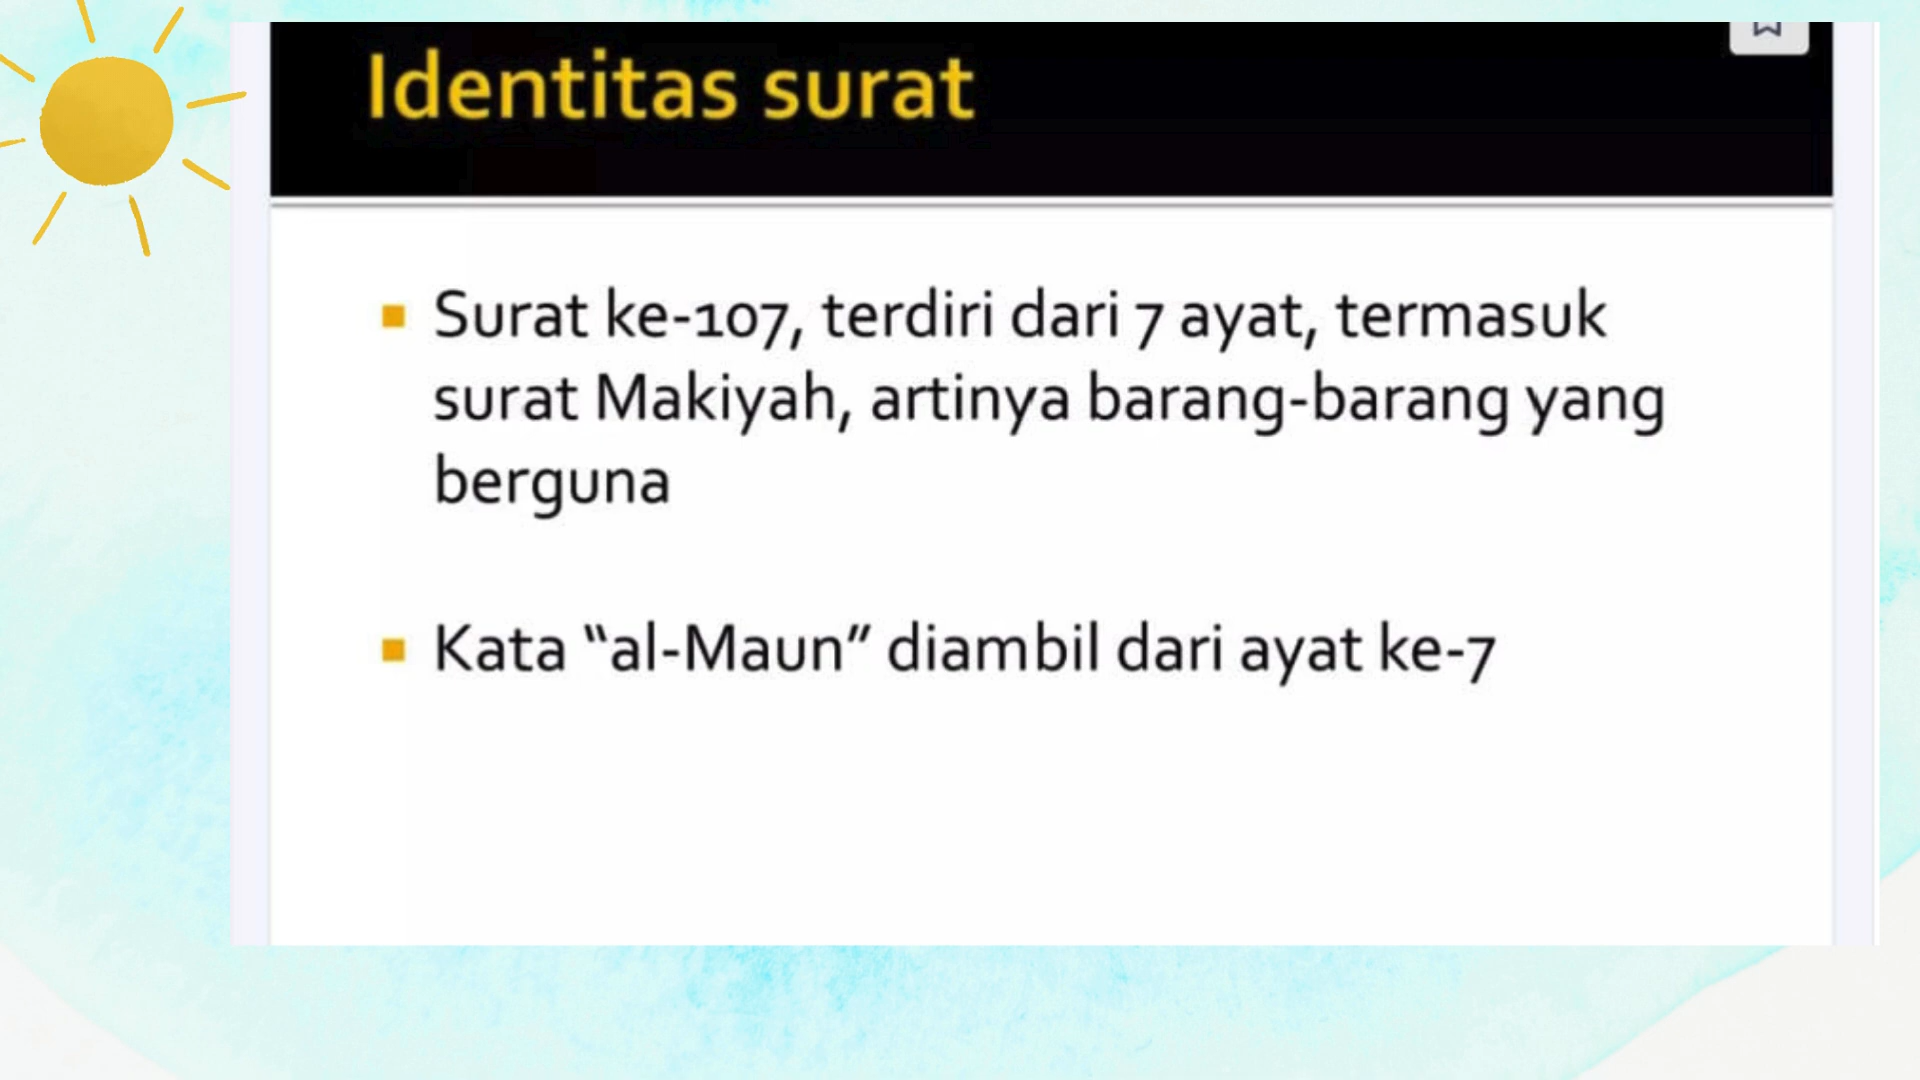 Identitas surat
Surat ke-107, terdiri dari 7 ayat, termasuk
surat Makiyah, artinya barang-barang yang
berguna
Kata “al-Maun” diambil dari ayat ke-7